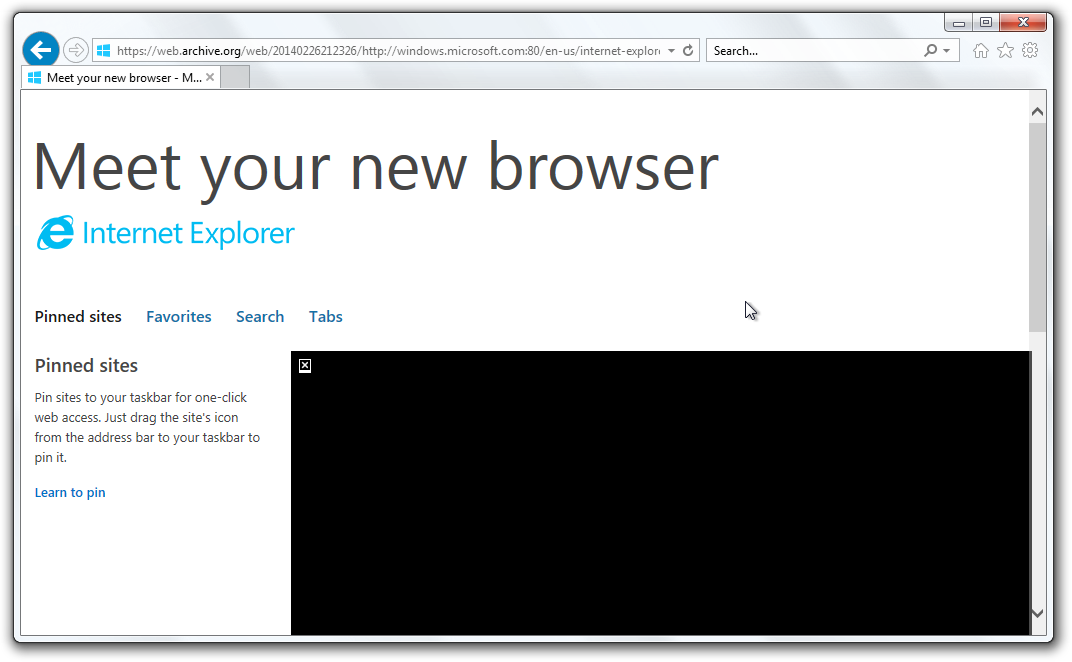 https://web.archive.org/web/20140226212326/http://windows.microsoft.com:80/en-us/internet-explor
Search...
Meet your new browser - M...
Meet your new browser
Internet Explorer
Pinned sites Favorites Search Tabs
Pinned sites
Pin sites to your taskbar for one-click
web access. Just drag the site's icon
from the address bar to your taskbar to
pin it.
Learn to pin